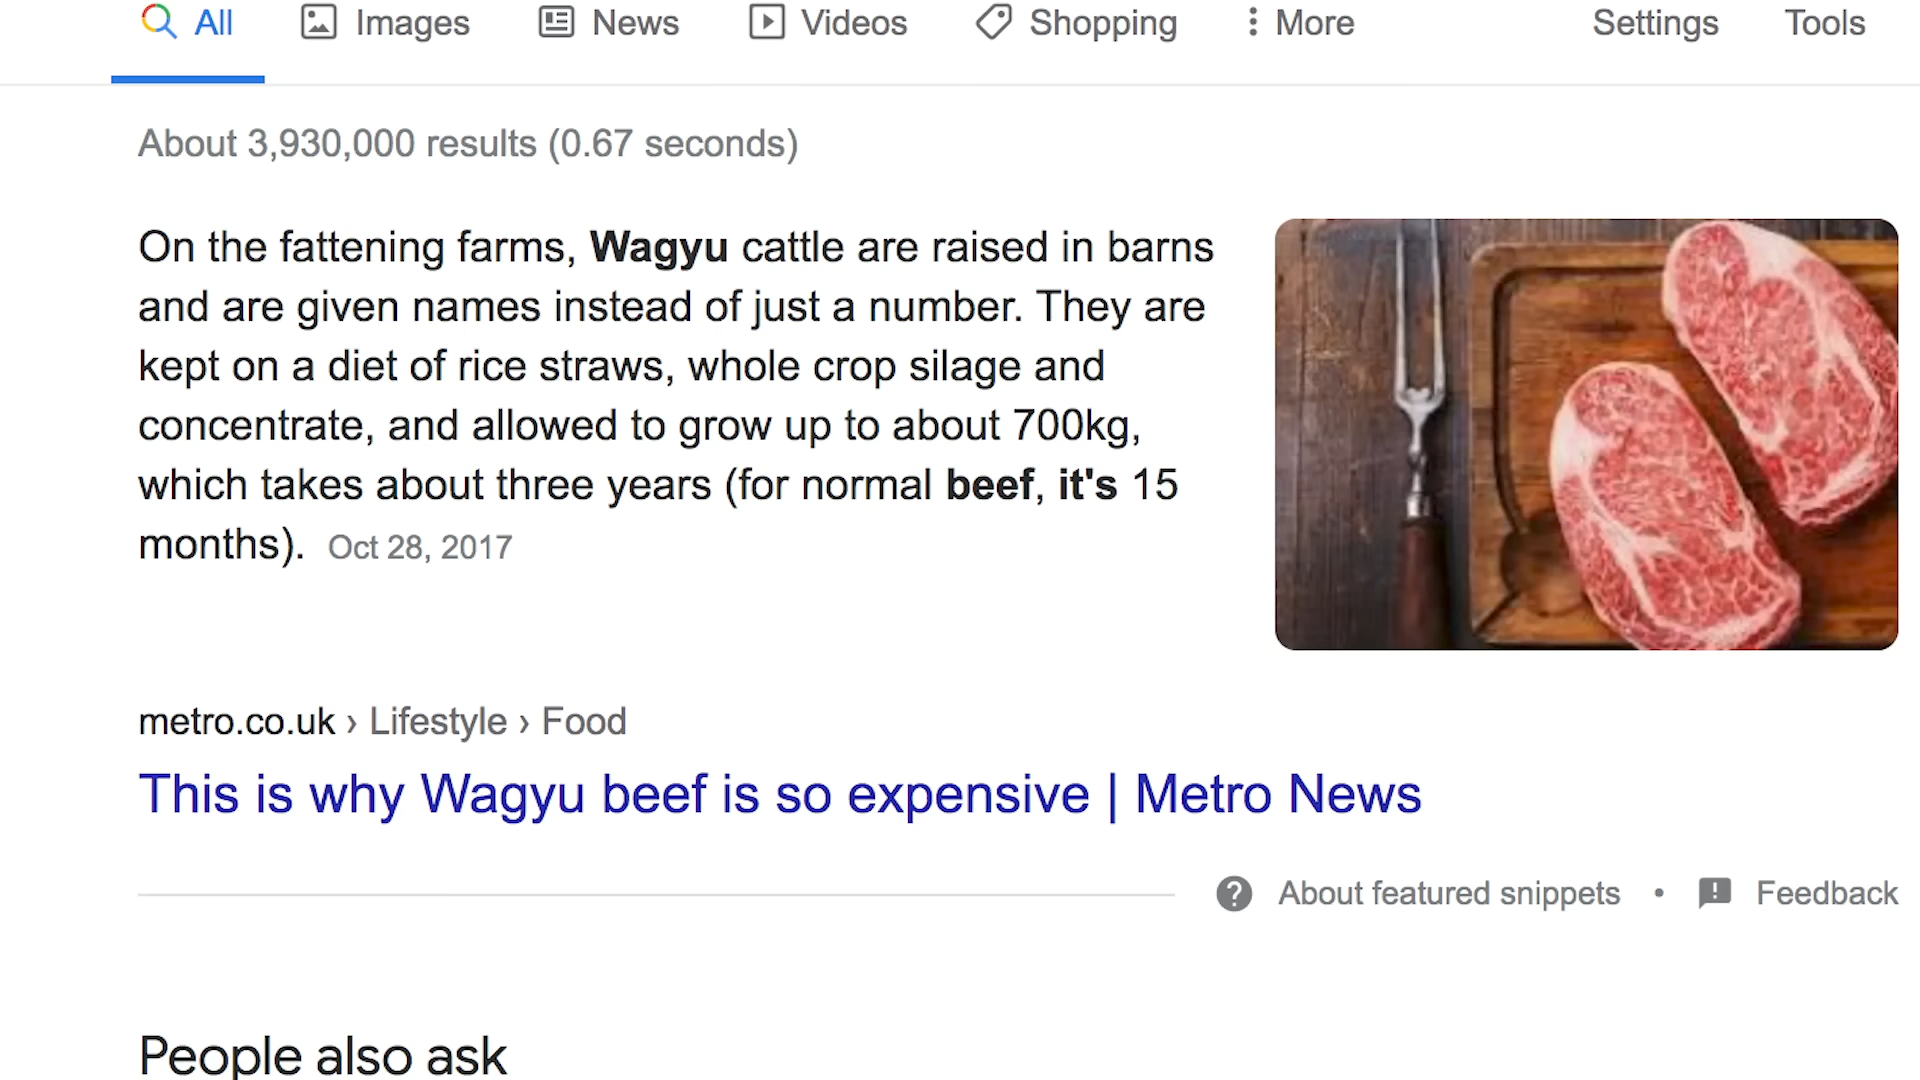 All Images News Videos Shopping More Settings Tools
About 3,930,000 results (0.67 seconds)
On the fattening farms, Wagyu cattle are raised in barns
and are given names instead of just a number. They are
kept on a diet of rice straws, whole crop silage and
concentrate, and allowed to grow up to about 700kg,
which takes about three years (for normal beef, it's 15
months). Oct 28, 2017
metro.co.uk › Lifestyle › Food
This is why Wagyu beef is so expensive | Metro News
About featured snippets • Feedback
People also ask